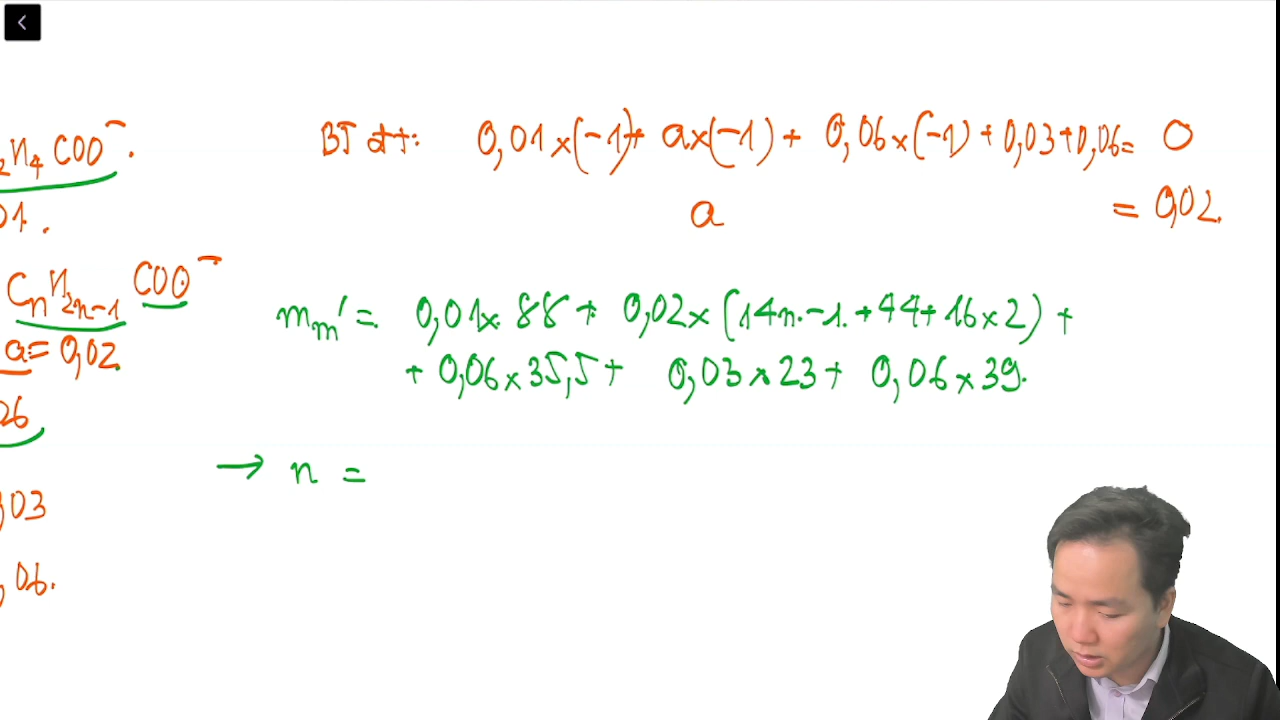 ₂H₄COO⁻.
01.
CₙH₂ₙ₋₁COO⁻
a = 0,02
26
03
,06.
BT đt: 0,01×(-1)+ a×(-1) + 0,06×(-1) + 0,03+0,06= 0
a = 0,02.
mm' = 0,01× 88 + 0,02×(14n.-1.+44+16×2) +
+ 0,06×35,5 + 0,03×23 + 0,06×39.
→ n =